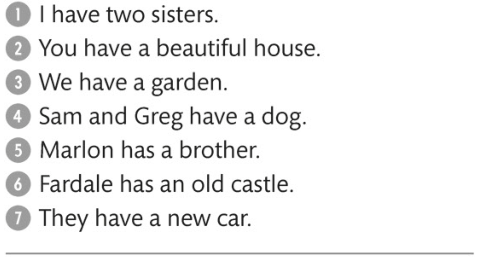 1 I have two sisters.
2 You have a beautiful house.
3 We have a garden.
4 Sam and Greg have a dog.
5 Marlon has a brother.
6 Fardale has an old castle.
7 They have a new car.